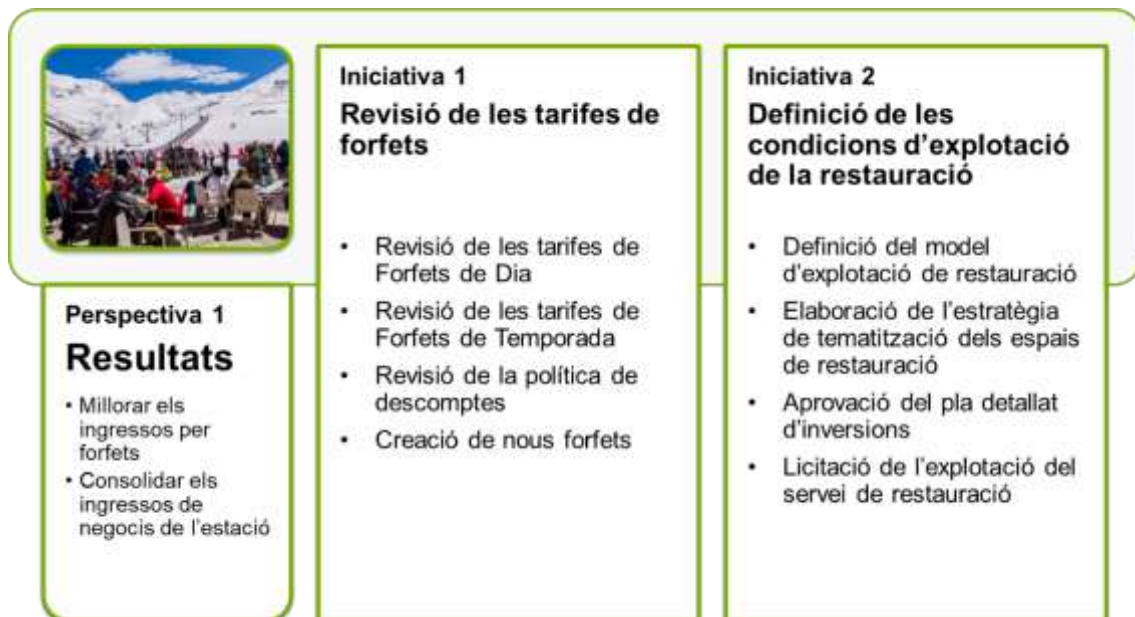 Perspectiva 1
Resultats
• Millorar els
ingressos per
forfets
• Consolidar els
ingressos de
negocis de l'estació
Iniciativa 1
Revisió de les tarifes de
forfets
• Revisió de les tarifes de
Forfets de Dia
• Revisió de les tarifes de
Forfets de Temporada
• Revisió de la política de
descomptes
• Creació de nous forfets
Iniciativa 2
Definició de les
condicions d'explotació
de la restauració
• Definició del model
d'explotació de restauració
• Elaboració de l'estratègia
de tematització dels espais
de restauració
• Aprovació del pla detallat
d'inversions
• Licitació de l'explotació del
servei de restauració